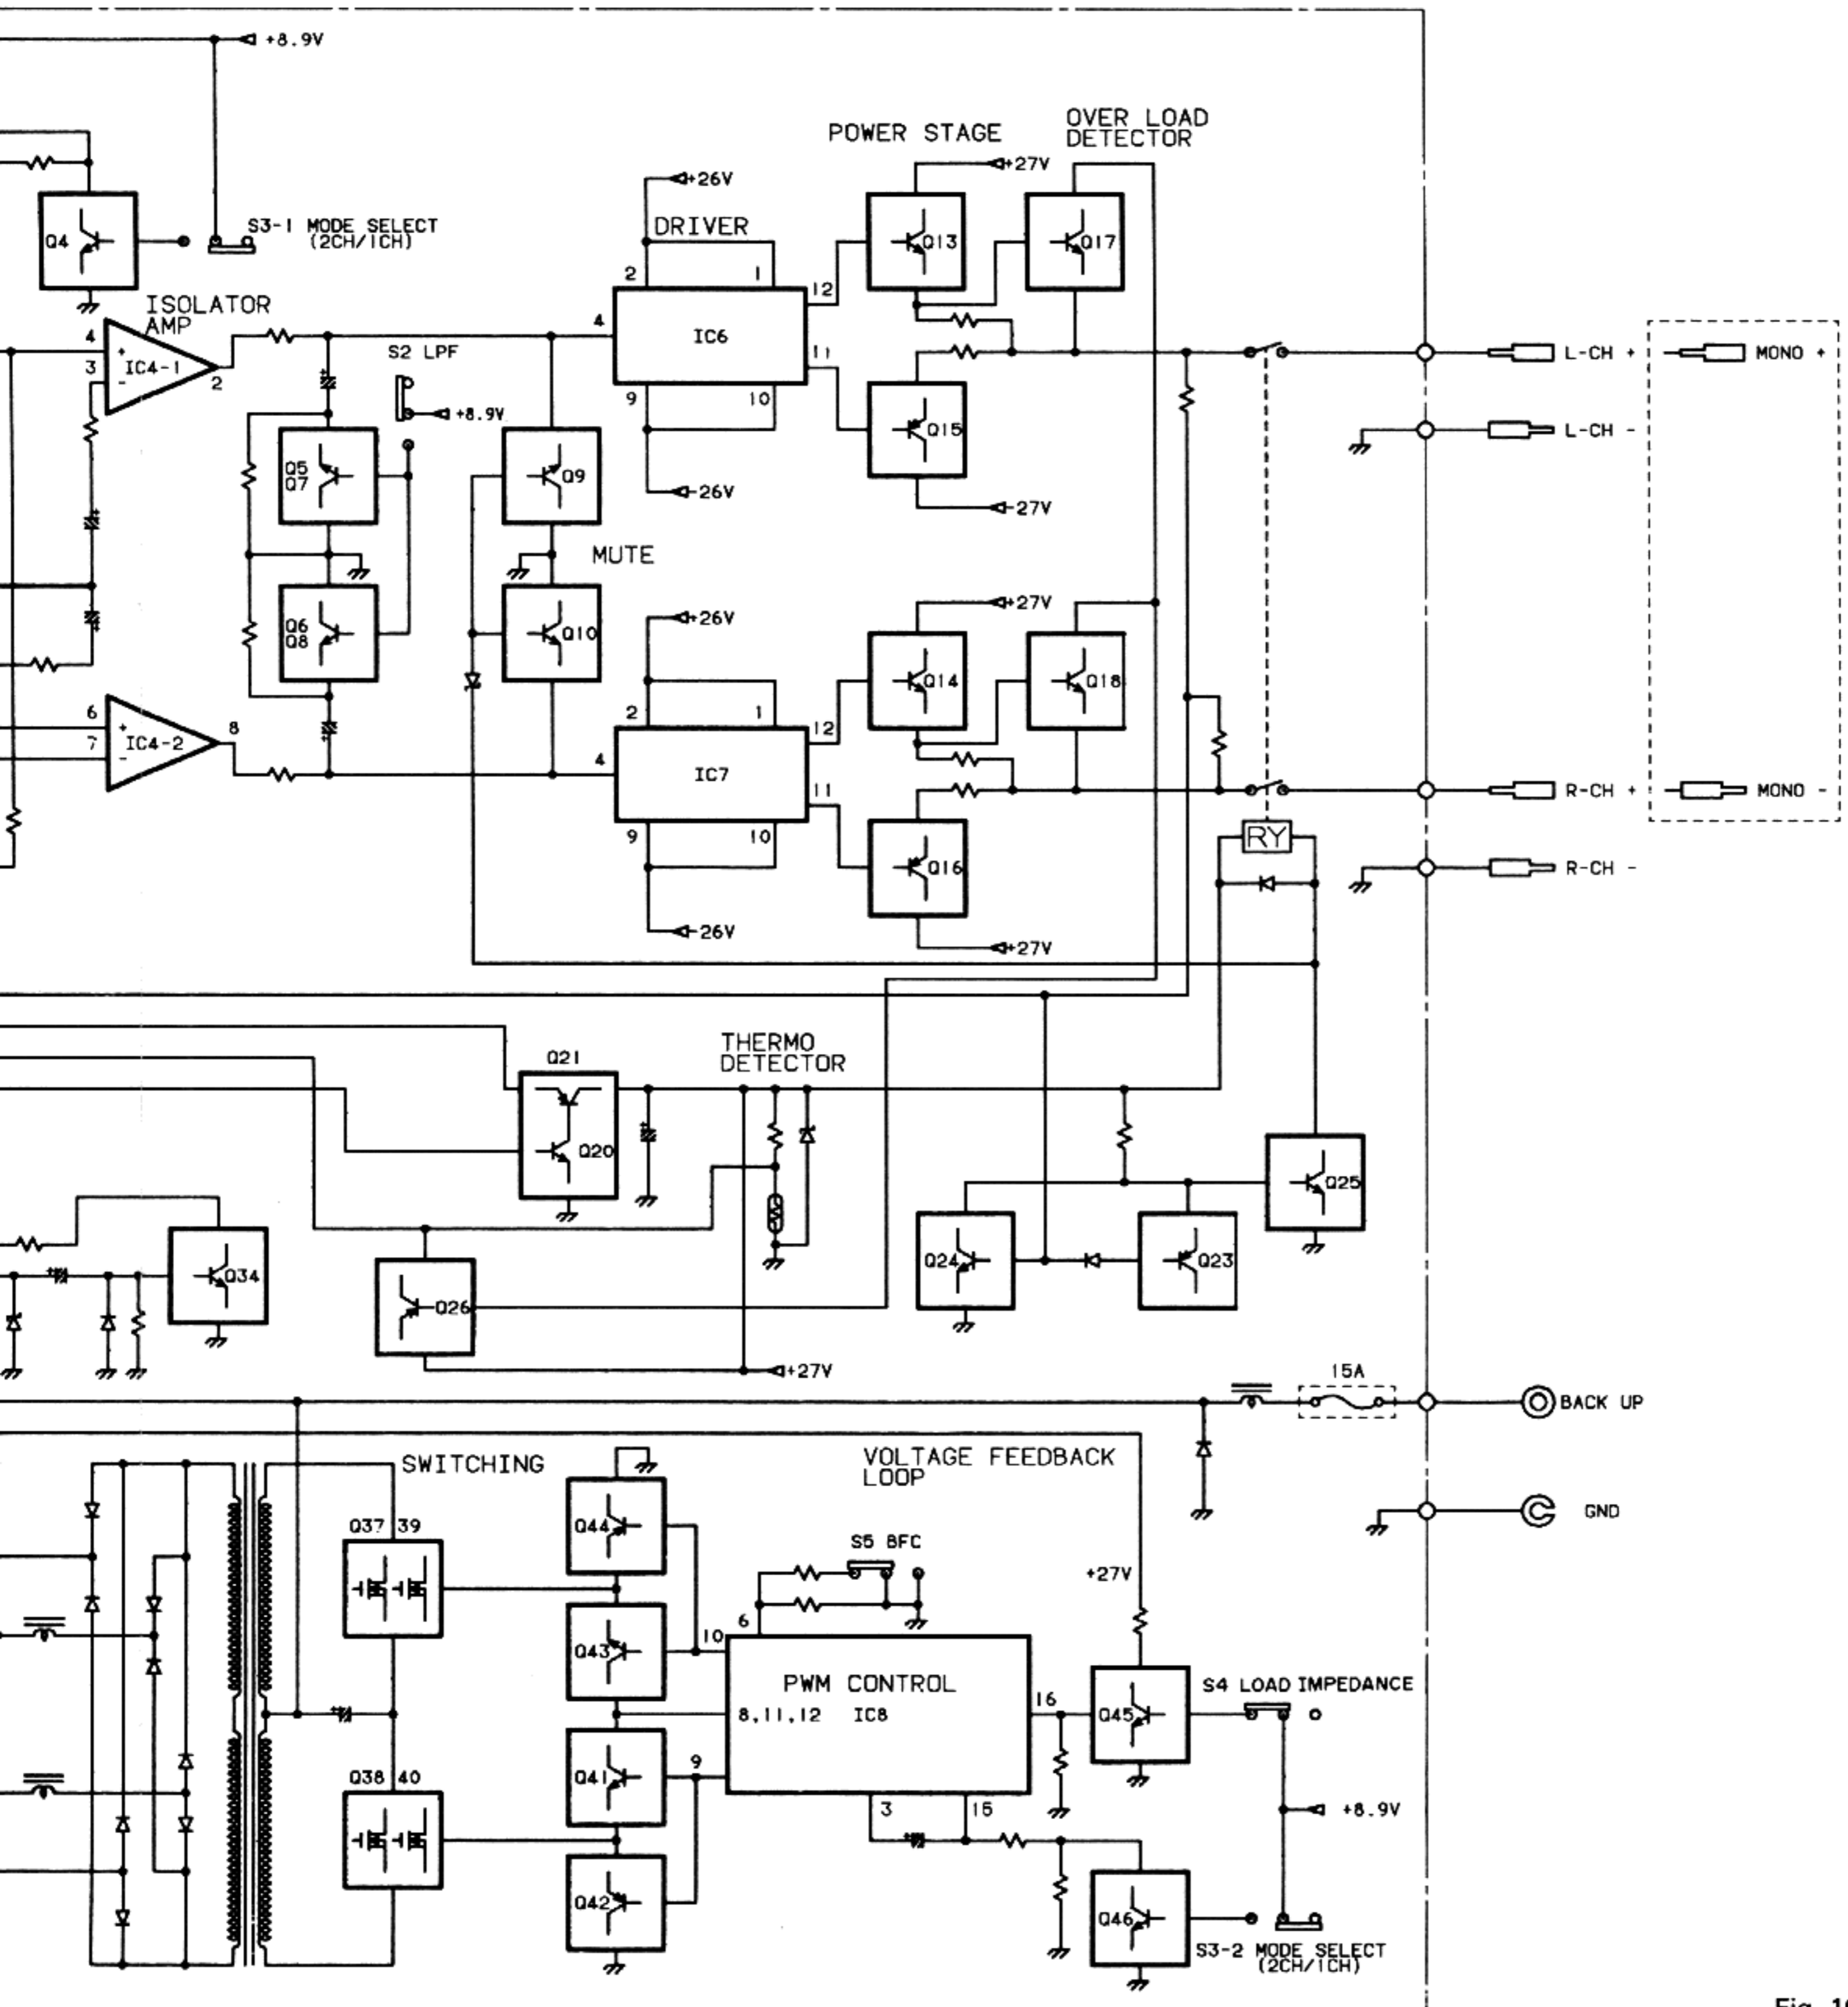 +8.9V
POWER STAGE
OVER LOAD
DETECTOR
+27V
+26V
Q4
S3-1 MODE SELECT
(2CH/1CH)
DRIVER
Q13
Q17
2
1
12
ISOLATOR
AMP
4
4
IC6
3
IC4-1
2
S2 LPF
11
L-CH +
MONO +
9
10
+8.9V
Q15
L-CH -
Q5
Q7
Q9
-26V
-27V
MUTE
+27V
+26V
Q6
Q8
Q10
Q14
Q18
6
8
2
1
12
7
IC4-2
4
IC7
11
R-CH +
MONO -
9
10
RY
Q16
R-CH -
-26V
+27V
THERMO
DETECTOR
Q21
Q20
Q25
Q24
Q23
Q34
Q26
+27V
15A
BACK UP
SWITCHING
VOLTAGE FEEDBACK
LOOP
GND
Q37 39
Q44
S5 BFC
+27V
6
Q43
10
PWM CONTROL
S4 LOAD IMPEDANCE
8,11,12 IC8
16
Q45
9
Q38 40
Q41
3
15
+8.9V
Q42
Q46
S3-2 MODE SELECT
(2CH/1CH)